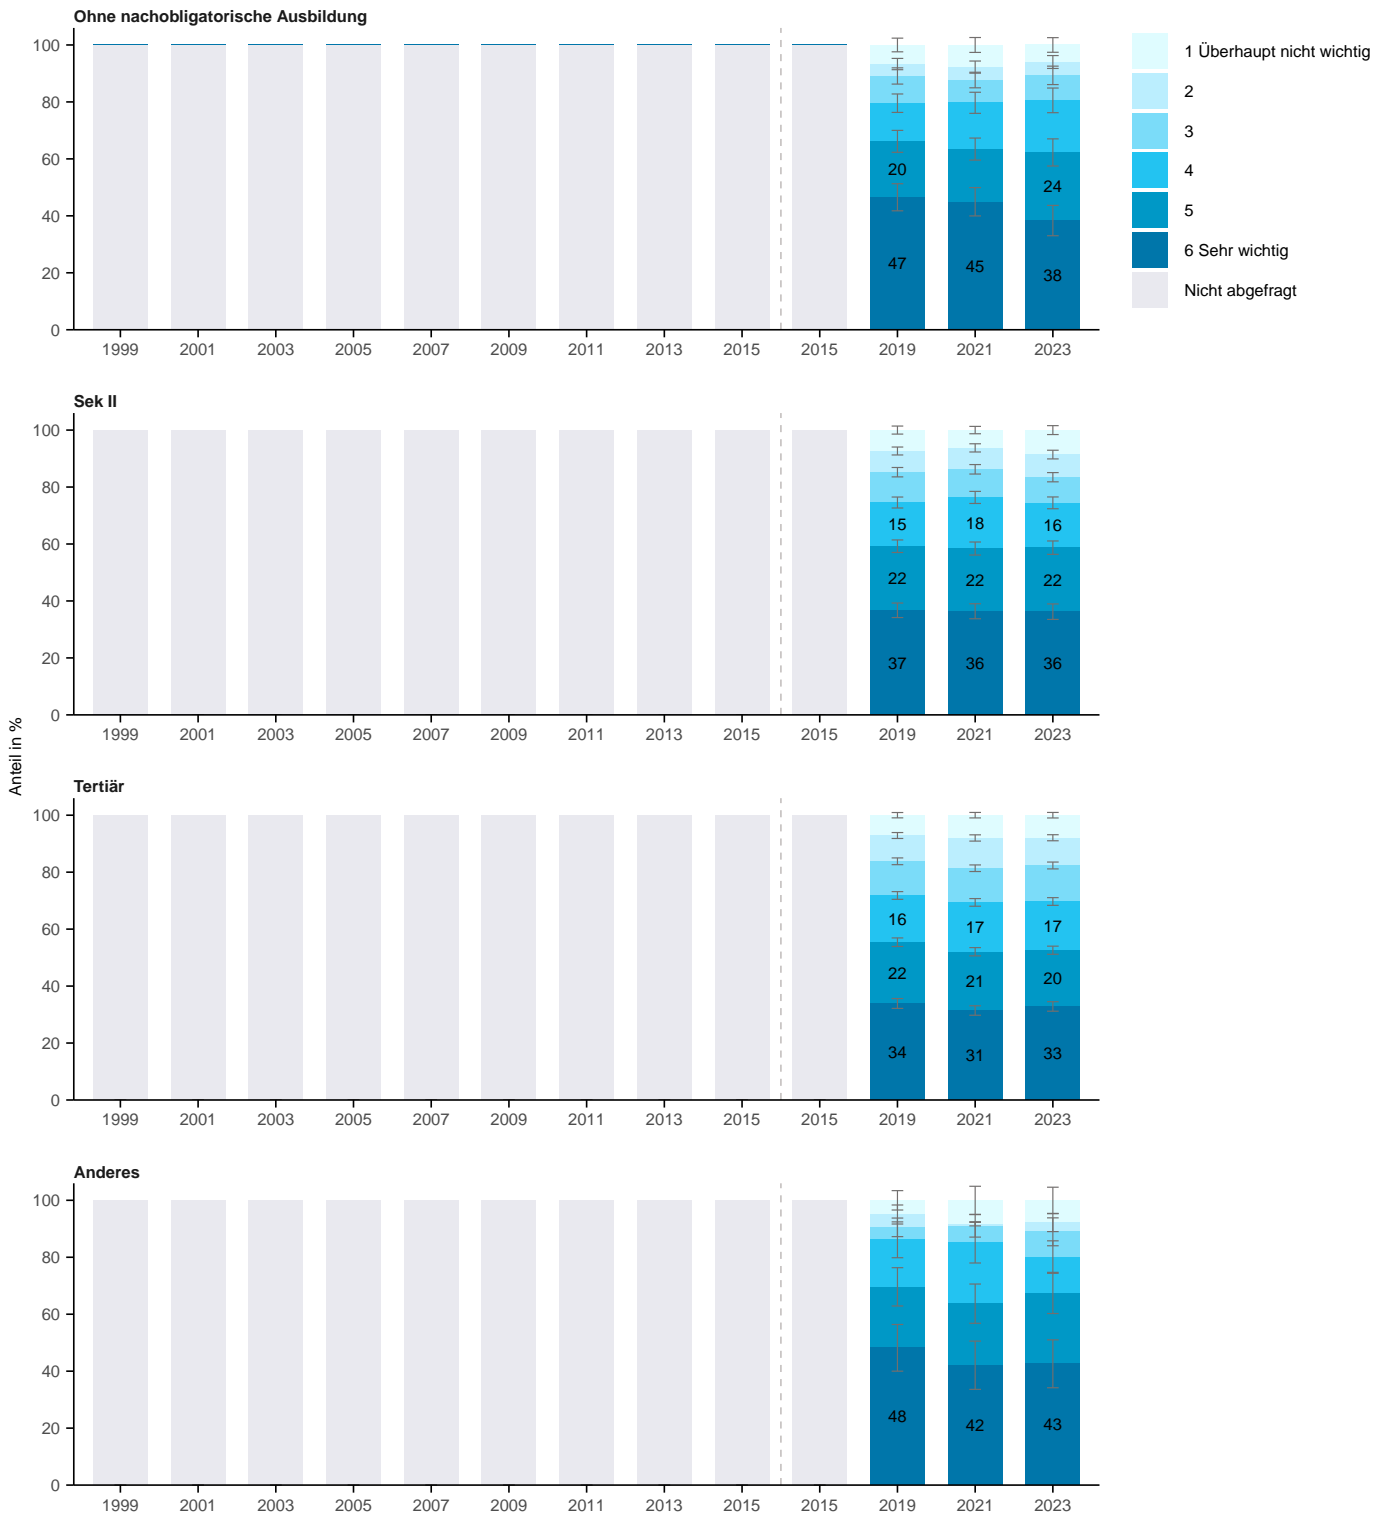 Ohne nachobligatorische Ausbildung
100
80
60
40
20
0
20
24
47
45
38
1999 2001 2003 2005 2007 2009 2011 2013 2015 2015 2019 2021 2023
1 Überhaupt nicht wichtig
2
3
4
5
6 Sehr wichtig
Nicht abgefragt
Sek II
100
80
60
40
20
0
15 18 16
22 22 22
37 36 36
1999 2001 2003 2005 2007 2009 2011 2013 2015 2015 2019 2021 2023
Anteil in %
Tertiär
100
80
60
40
20
0
16 17 17
22 21 20
34 31 33
1999 2001 2003 2005 2007 2009 2011 2013 2015 2015 2019 2021 2023
Anderes
100
80
60
40
20
0
48 42 43
1999 2001 2003 2005 2007 2009 2011 2013 2015 2015 2019 2021 2023